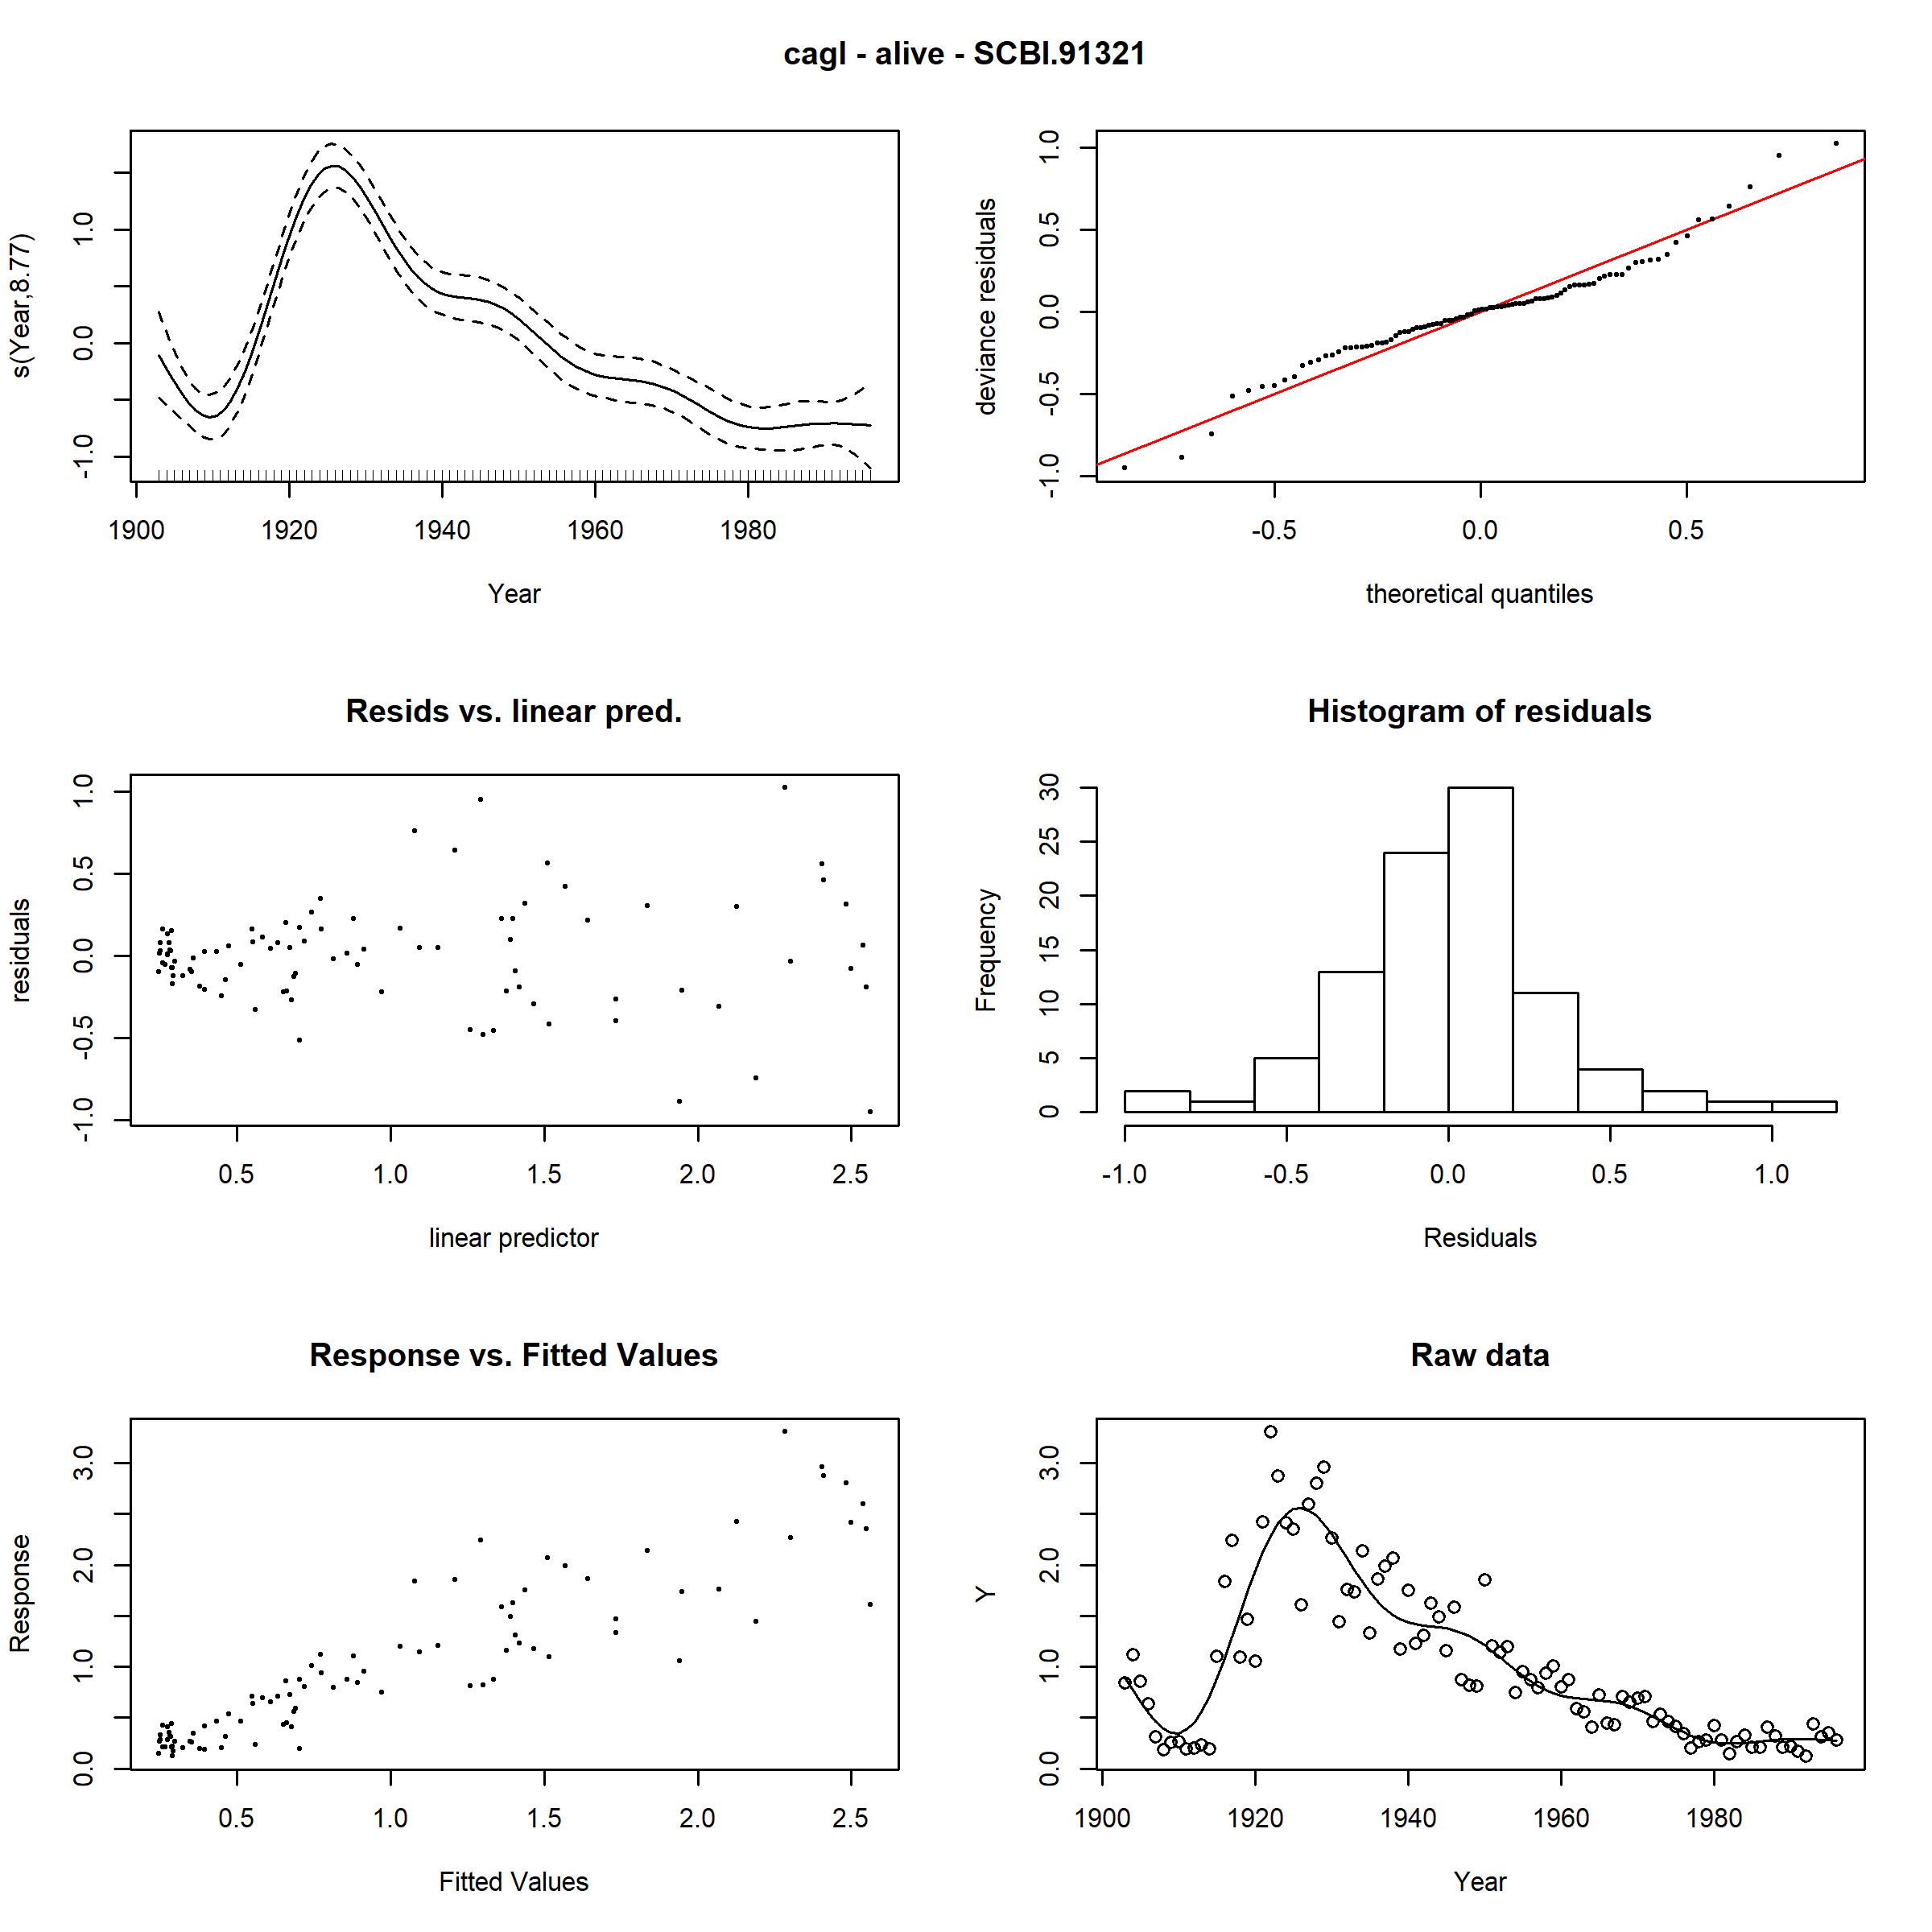 cagl - alive - SCBI.91321
s(Year,8.77)
-1.0 0.0 1.0
1900 1920 1940 1960 1980
Year
deviance residuals
-1.0 -0.5 0.0 0.5 1.0
-0.5 0.0 0.5
theoretical quantiles
Resids vs. linear pred.
residuals
-1.0 -0.5 0.0 0.5 1.0
0.5 1.0 1.5 2.0 2.5
linear predictor
Histogram of residuals
Frequency
0 5 10 15 20 25 30
-1.0 -0.5 0.0 0.5 1.0
Residuals
Response vs. Fitted Values
Response
0.0 1.0 2.0 3.0
0.5 1.0 1.5 2.0 2.5
Fitted Values
Raw data
Y
0.0 1.0 2.0 3.0
1900 1920 1940 1960 1980
Year